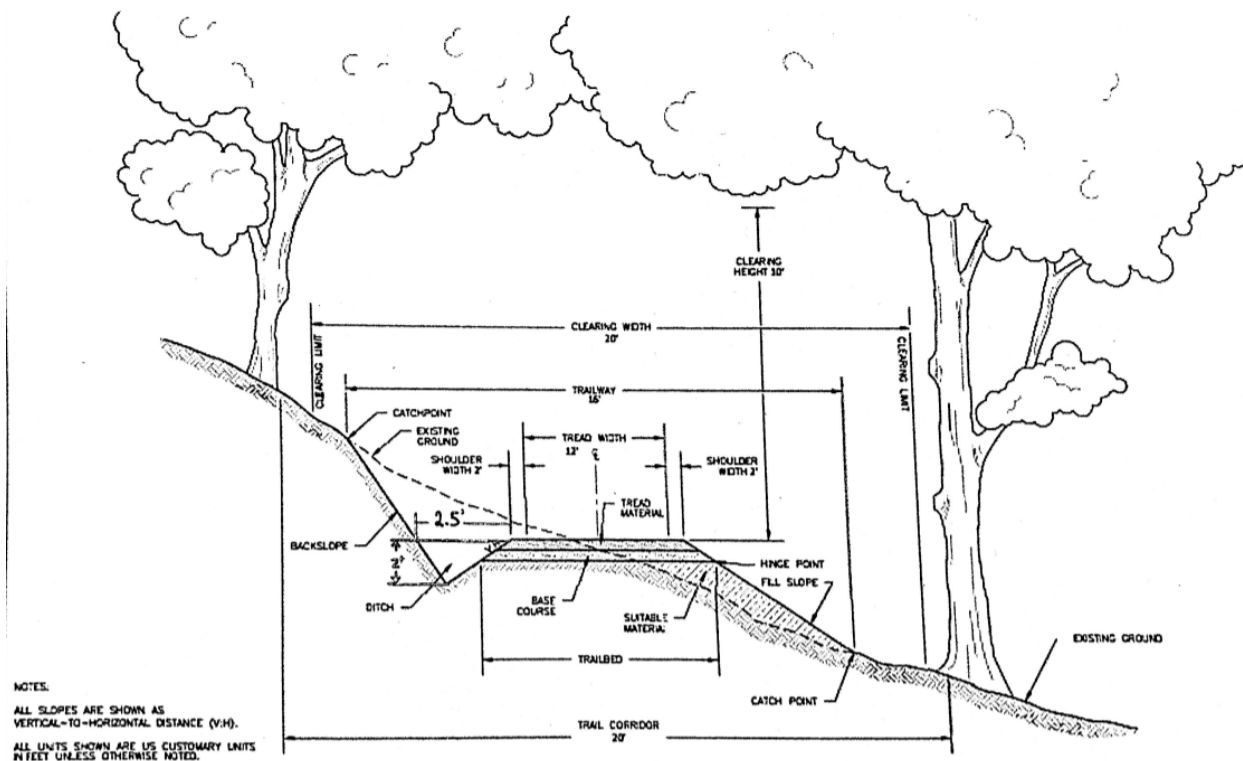 CLEARING
HEIGHT 10'
CLEARING WIDTH
20'
CLEARING LIMIT
CLEARING LIMIT
TRAILWAY
16'
CATCHPOINT
EXISTING
GROUND
TREAD WIDTH
12' ℄
SHOULDER
WIDTH 2'
SHOULDER
WIDTH 2'
TREAD
MATERIAL
2.5'
BACKSLOPE
2'
HINGE POINT
FILL SLOPE
DITCH
BASE
COURSE
SUITABLE
MATERIAL
EXISTING GROUND
TRAILBED
CATCH POINT
NOTES:
ALL SLOPES ARE SHOWN AS
VERTICAL-TO-HORIZONTAL DISTANCE (V:H).
TRAIL CORRIDOR
20'
ALL UNITS SHOWN ARE US CUSTOMARY UNITS
IN FEET UNLESS OTHERWISE NOTED.